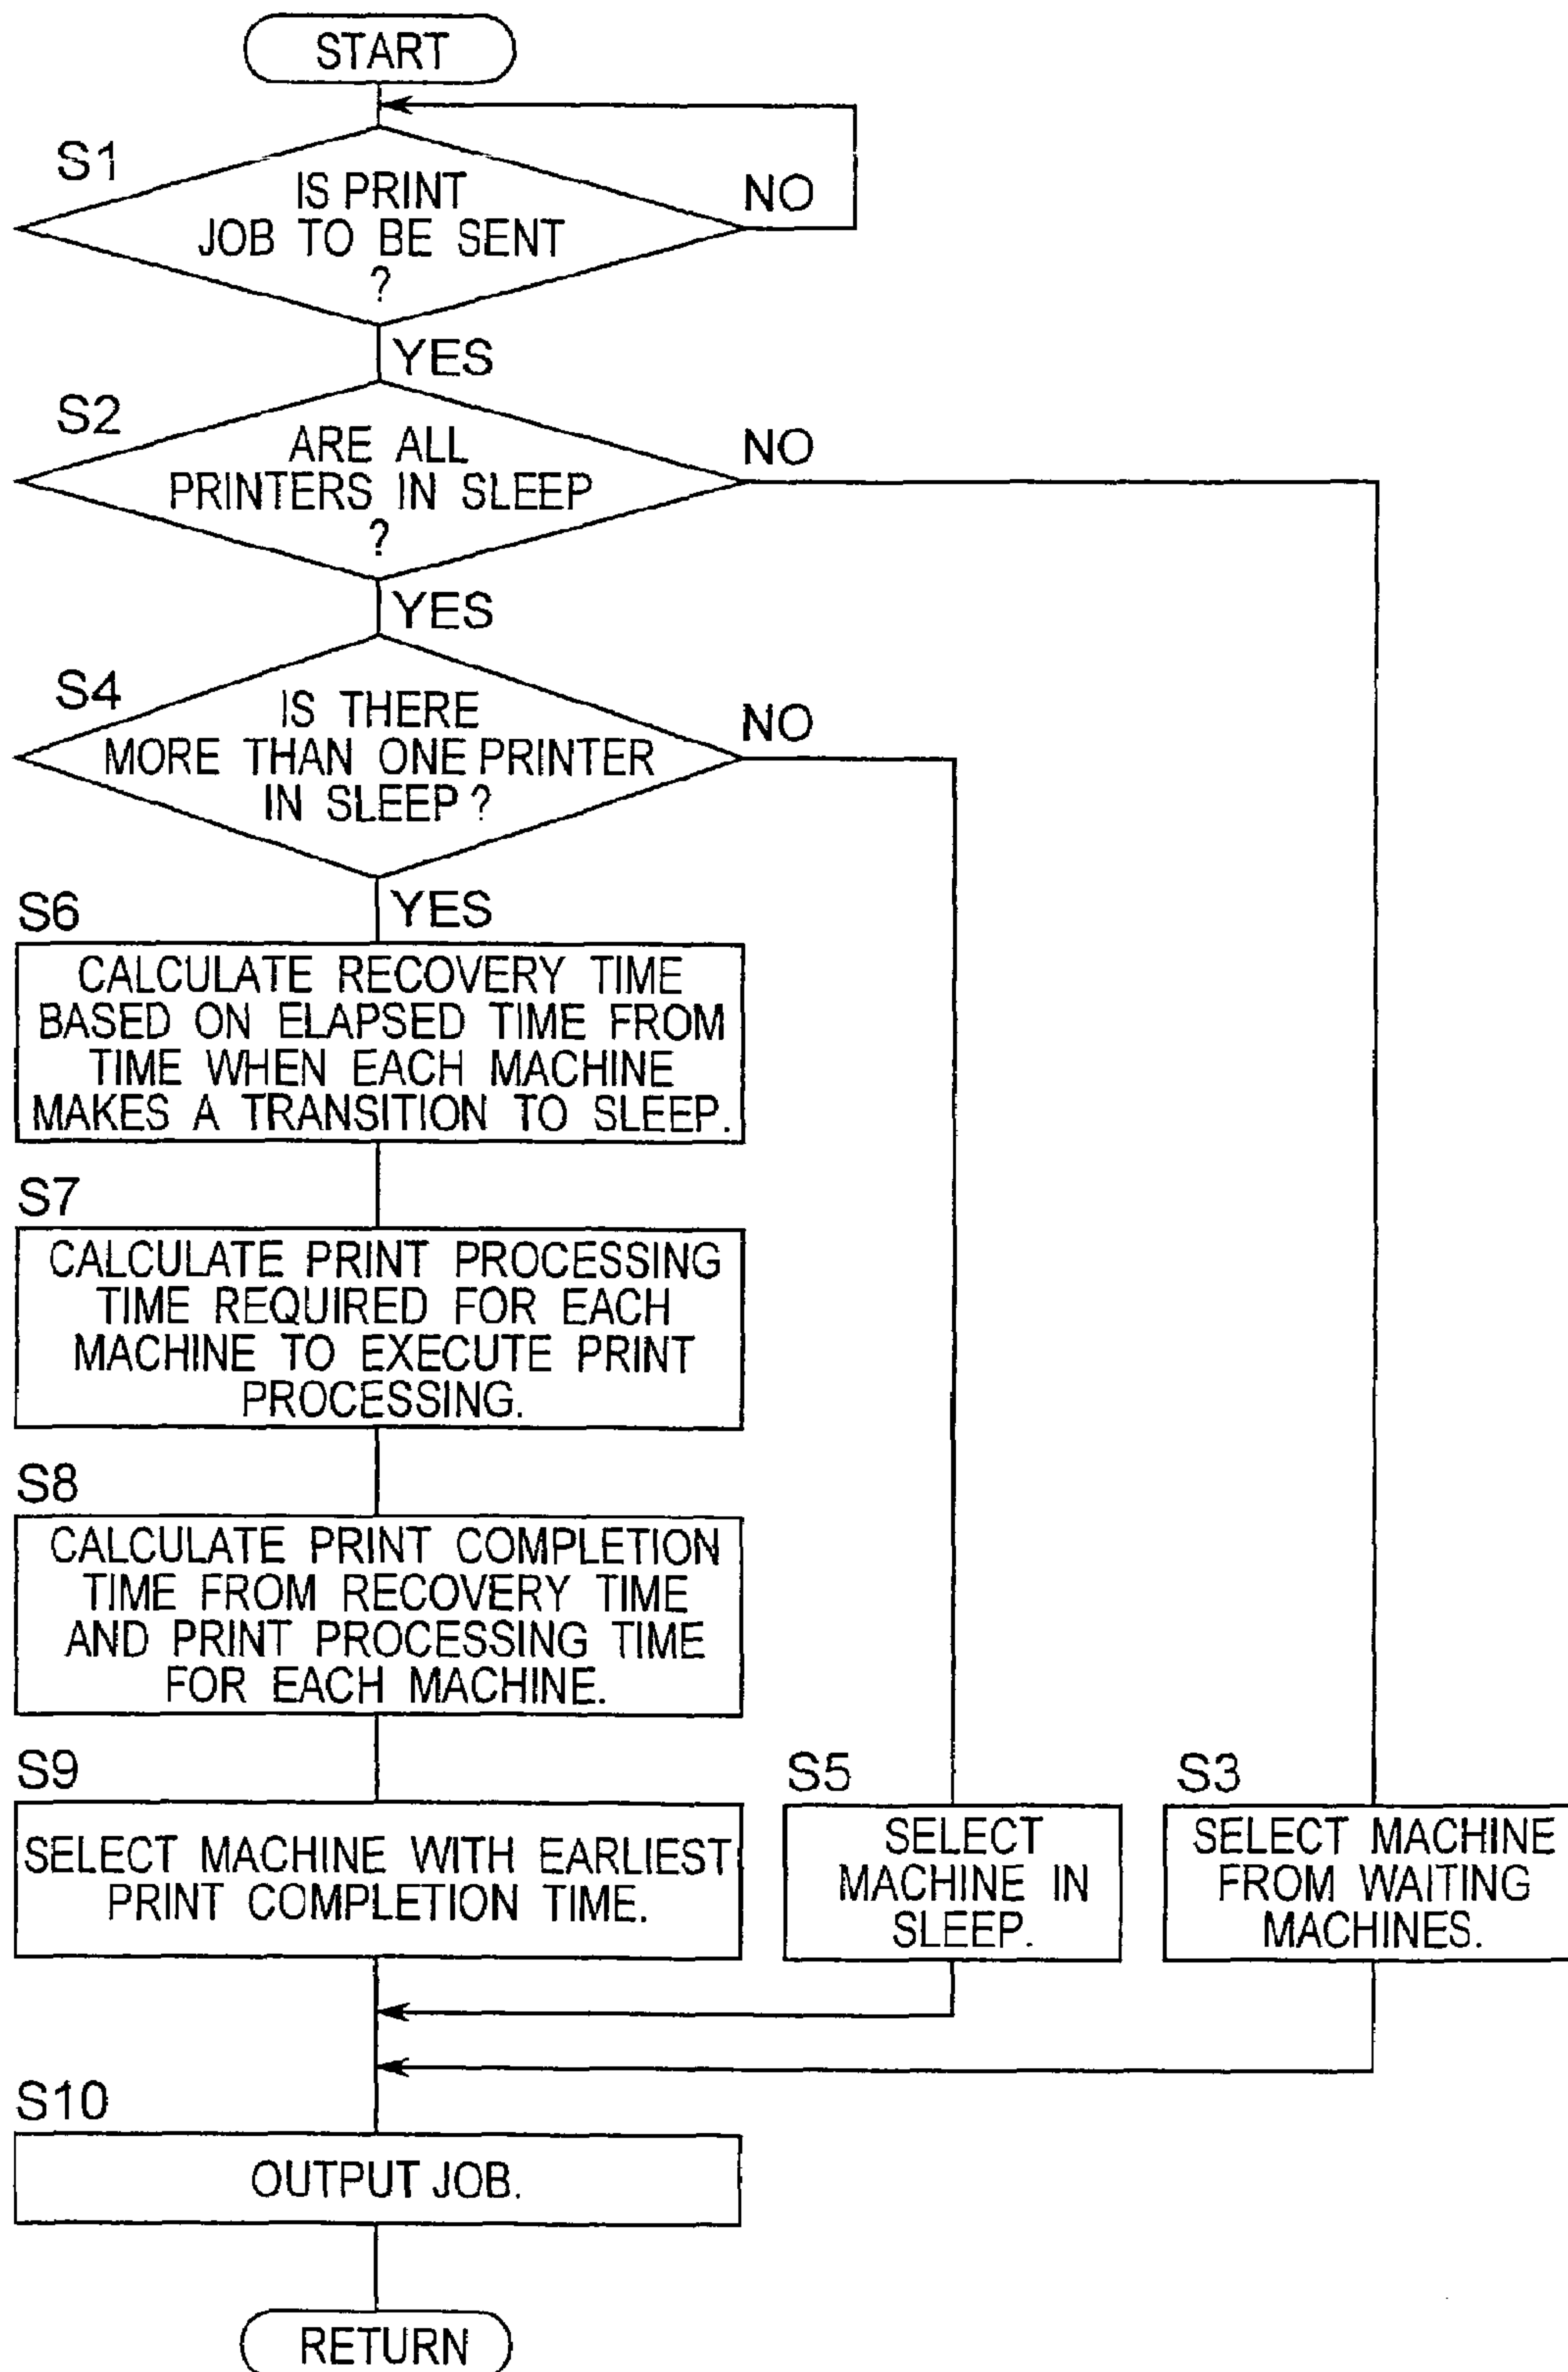 START
S1
IS PRINT
JOB TO BE SENT
?
NO
YES
S2
ARE ALL
PRINTERS IN SLEEP
?
NO
YES
S4
IS THERE
MORE THAN ONE PRINTER
IN SLEEP?
NO
YES
S6
CALCULATE RECOVERY TIME
BASED ON ELAPSED TIME FROM
TIME WHEN EACH MACHINE
MAKES A TRANSITION TO SLEEP.
S7
CALCULATE PRINT PROCESSING
TIME REQUIRED FOR EACH
MACHINE TO EXECUTE PRINT
PROCESSING.
S8
CALCULATE PRINT COMPLETION
TIME FROM RECOVERY TIME
AND PRINT PROCESSING TIME
FOR EACH MACHINE.
S9
SELECT MACHINE WITH EARLIEST
PRINT COMPLETION TIME.
S5
SELECT
MACHINE IN
SLEEP.
S3
SELECT MACHINE
FROM WAITING
MACHINES.
S10
OUTPUT JOB.
RETURN